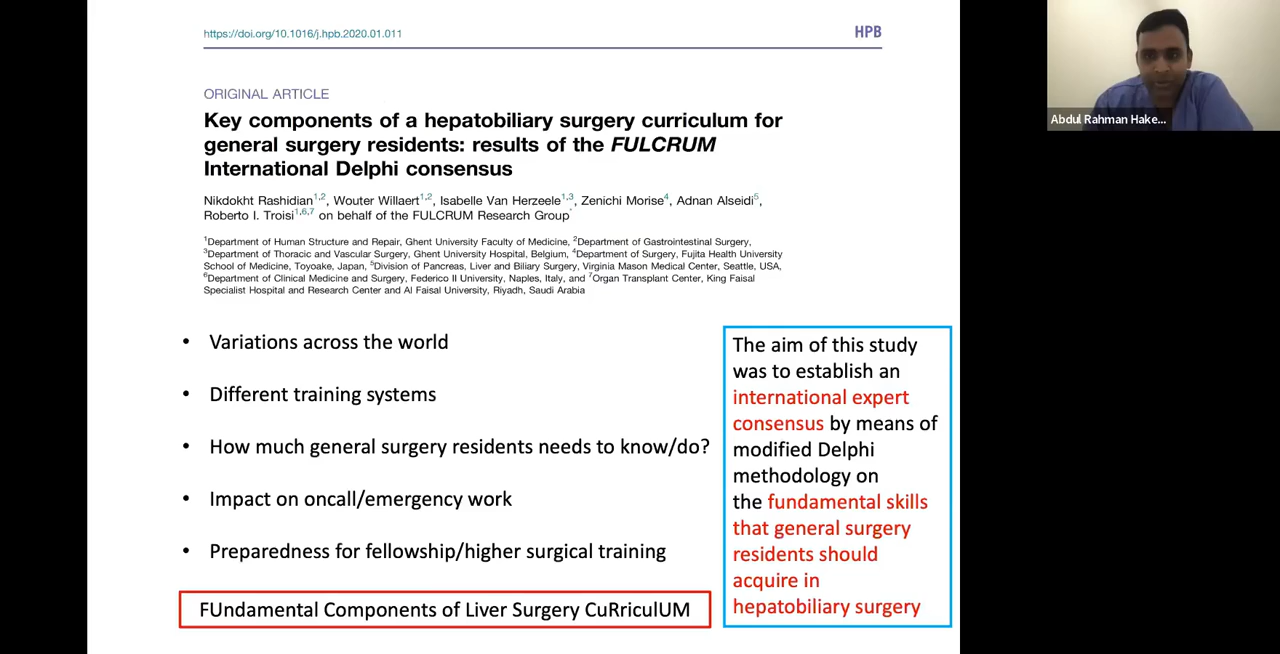 https://doi.org/10.1016/j.hpb.2020.01.011
HPB
ORIGINAL ARTICLE
Key components of a hepatobiliary surgery curriculum for
general surgery residents: results of the FULCRUM
International Delphi consensus
Nikdokht Rashidian1,2, Wouter Willaert1,2, Isabelle Van Herzeele1,3, Zenichi Morise4, Adnan Alseidi5,
Roberto I. Troisi1,6,7 on behalf of the FULCRUM Research Group*
1Department of Human Structure and Repair, Ghent University Faculty of Medicine, 2Department of Gastrointestinal Surgery,
3Department of Thoracic and Vascular Surgery, Ghent University Hospital, Belgium, 4Department of Surgery, Fujita Health University
School of Medicine, Toyoake, Japan, 5Division of Pancreas, Liver and Biliary Surgery, Virginia Mason Medical Center, Seattle, USA,
6Department of Clinical Medicine and Surgery, Federico II University, Naples, Italy, and 7Organ Transplant Center, King Faisal
Specialist Hospital and Research Center and Al Faisal University, Riyadh, Saudi Arabia
• Variations across the world
• Different training systems
• How much general surgery residents needs to know/do?
• Impact on oncall/emergency work
• Preparedness for fellowship/higher surgical training
FUndamental Components of Liver Surgery CuRriculUM
The aim of this study
was to establish an
international expert
consensus by means of
modified Delphi
methodology on
the fundamental skills
that general surgery
residents should
acquire in
hepatobiliary surgery
Abdul Rahman Hake...